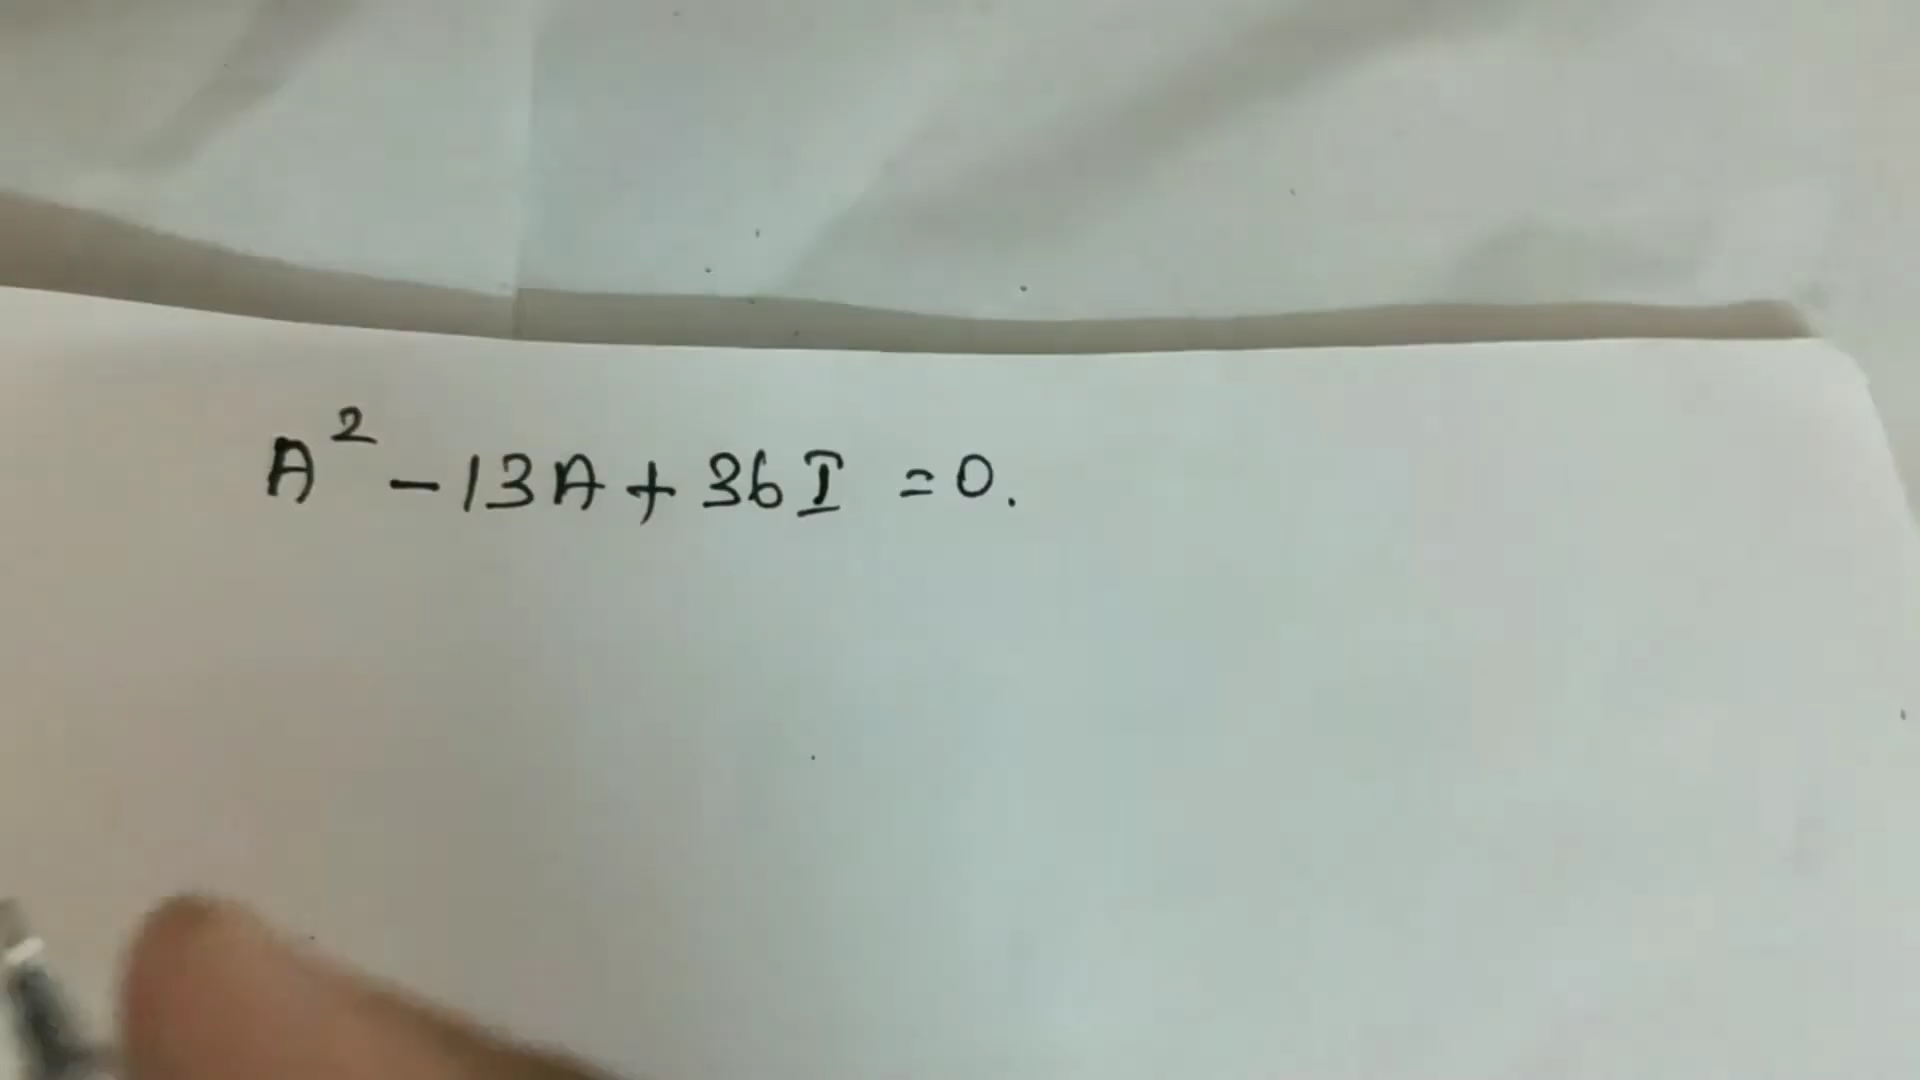 A² - 13A + 36I = 0.